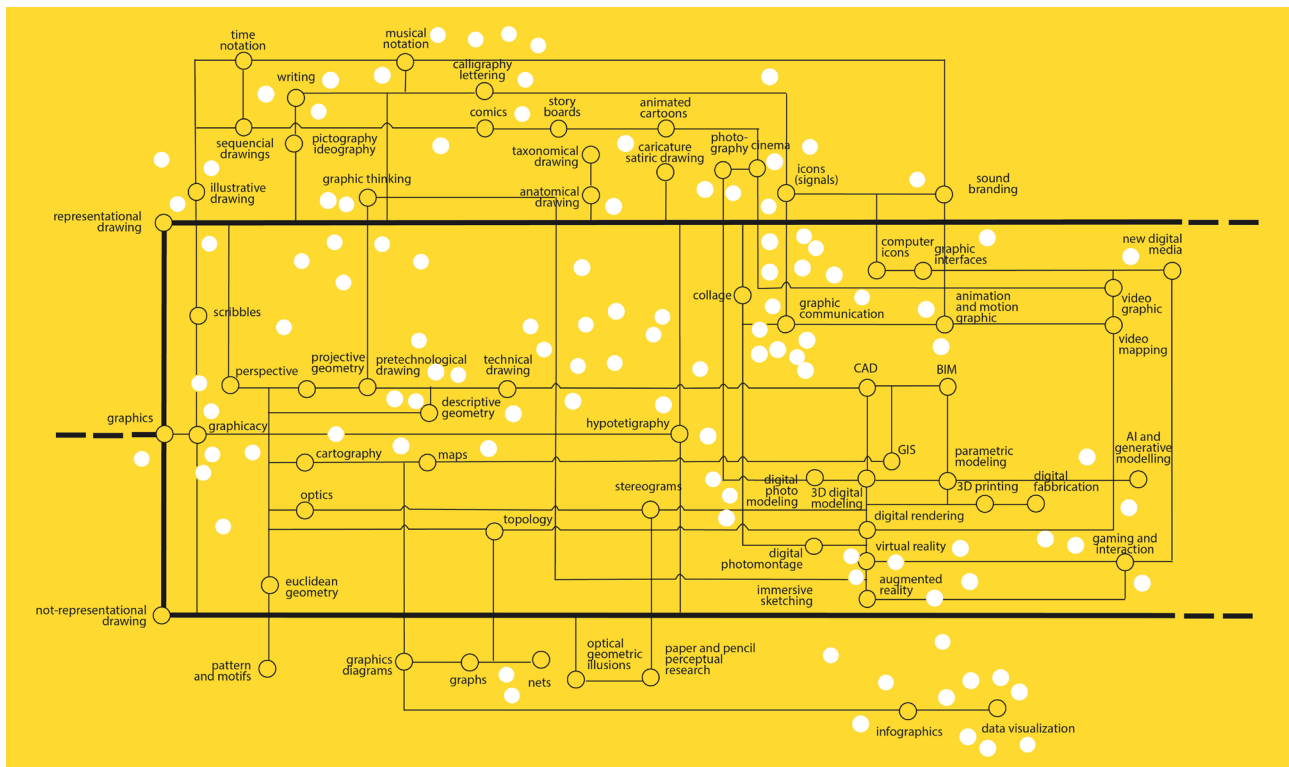 time
notation
musical
notation
calligraphy
lettering
writing
comics
story
boards
animated
cartoons
sequencial
drawings
pictography
ideography
taxonomical
drawing
caricature
satiric drawing
photo-
graphy
cinema
icons
(signals)
sound
branding
illustrative
drawing
graphic thinking
anatomical
drawing
representational
drawing
computer
icons
graphic
interfaces
new digital
media
collage
graphic
communication
animation
and motion
graphic
video
graphic
video
mapping
scribbles
perspective
projective
geometry
pretechnological
drawing
technical
drawing
CAD
BIM
descriptive
geometry
graphics
graphicacy
hypotetigraphy
cartography
maps
GIS
parametric
modeling
AI and
generative
modelling
digital
photo
modeling
3D digital
modeling
3D printing
digital
fabbrication
optics
stereograms
digital rendering
topology
digital
photomontage
virtual reality
gaming and
interaction
euclidean
geometry
immersive
sketching
augmented
reality
not-representational
drawing
pattern
and motifs
graphics
diagrams
graphs
nets
optical
geometric
illusions
paper and pencil
perceptual
research
infographics
data visualization